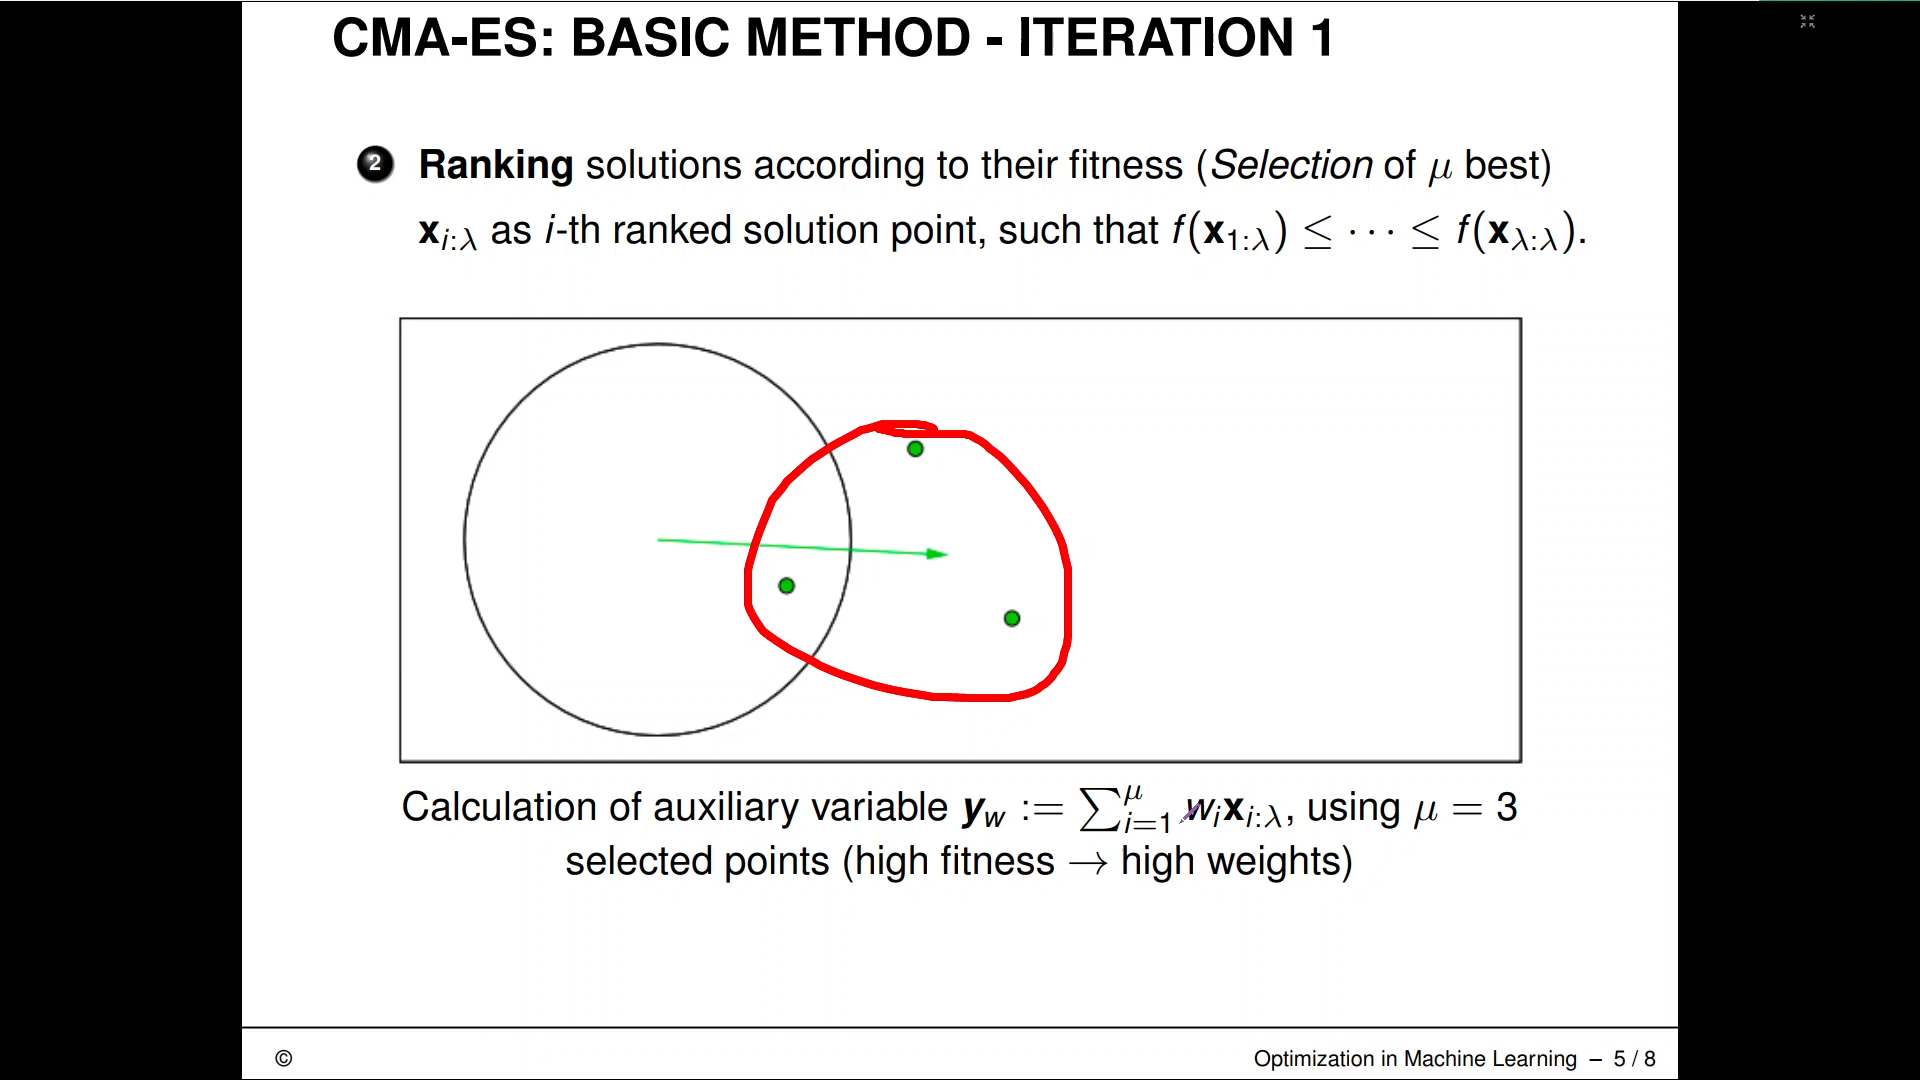 CMA-ES: BASIC METHOD - ITERATION 1
2 Ranking solutions according to their fitness (Selection of μ best)
x_{i:λ} as i-th ranked solution point, such that f(x_{1:λ}) ≤ ··· ≤ f(x_{λ:λ}).
Calculation of auxiliary variable y_w := ∑_{i=1}^{μ} w_i x_{i:λ}, using μ = 3
selected points (high fitness → high weights)
© Optimization in Machine Learning – 5 / 8